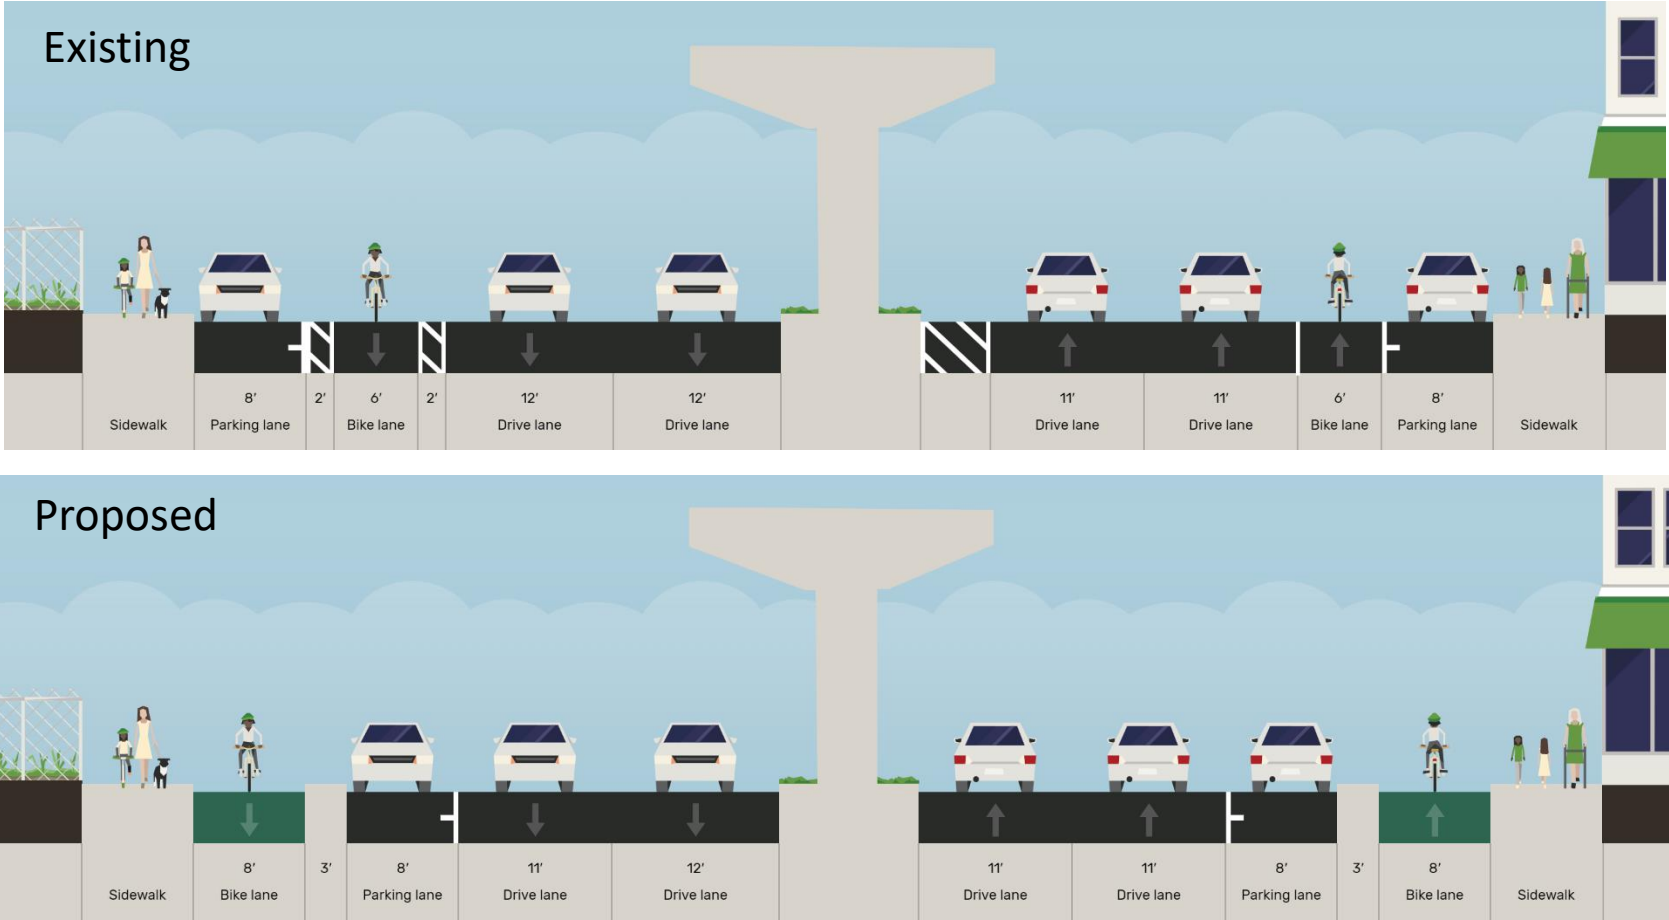 Existing
8' 2' 6' 2' 12' 12' 11' 11' 6' 8'
Sidewalk Parking lane Bike lane Drive lane Drive lane Drive lane Drive lane Bike lane Parking lane Sidewalk
Proposed
8' 3' 8' 11' 12' 11' 11' 8' 3' 8'
Sidewalk Bike lane Parking lane Drive lane Drive lane Drive lane Drive lane Parking lane Bike lane Sidewalk